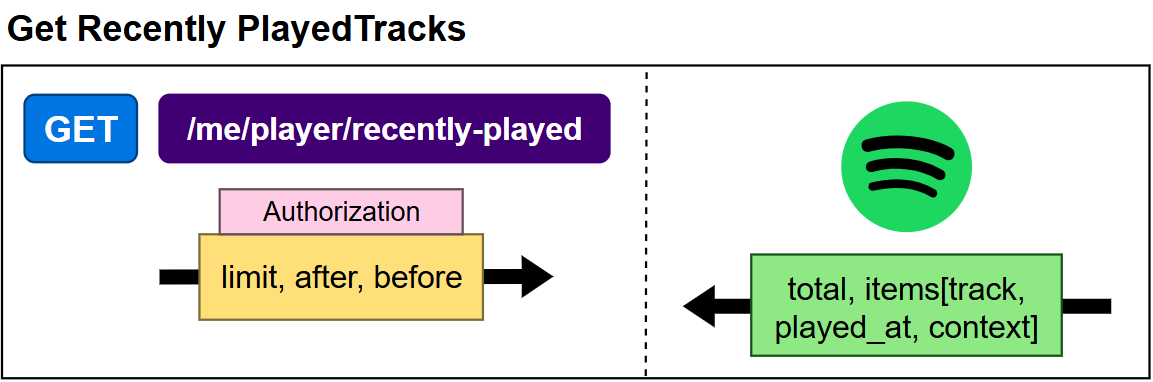 Get Recently PlayedTracks
GET
/me/player/recently-played
Authorization
limit, after, before
total, items[track,
played_at, context]